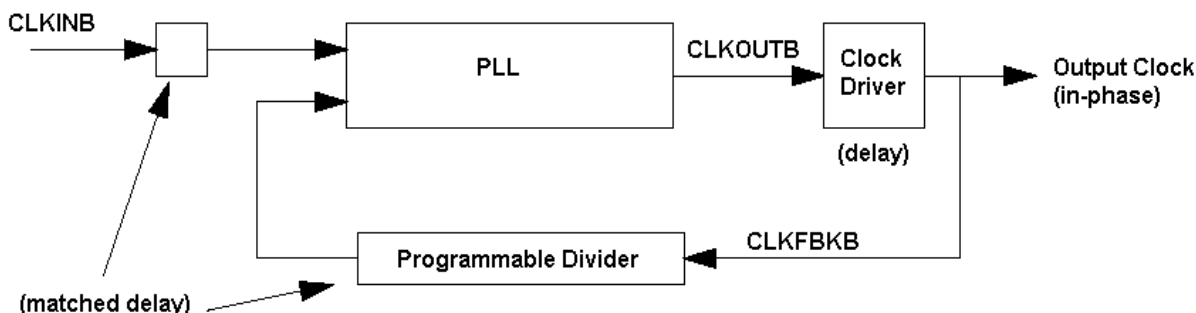 CLKINB
PLL
CLKOUTB
Clock
Driver
Output Clock
(in-phase)
(delay)
Programmable Divider
CLKFBKB
(matched delay)